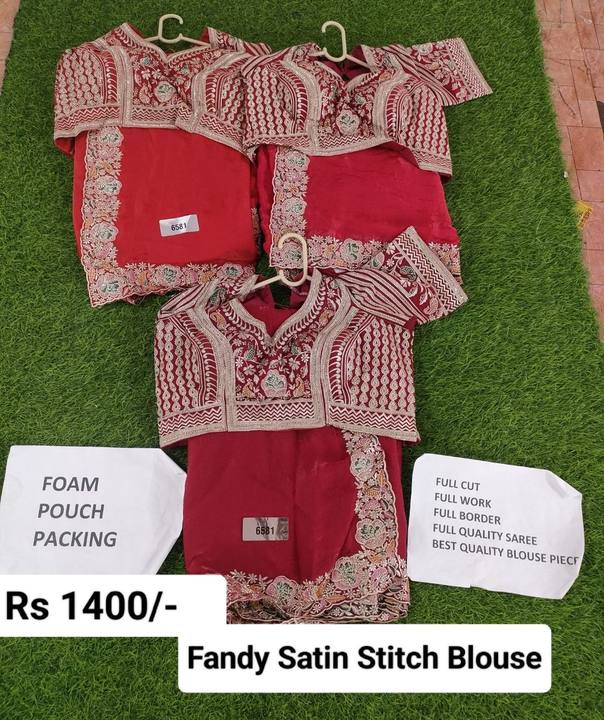 6581
6581
FOAM
POUCH
PACKING
FULL CUT
FULL WORK
FULL BORDER
FULL QUALITY SAREE
BEST QUALITY BLOUSE PIECE
Rs 1400/-
Fandy Satin Stitch Blouse